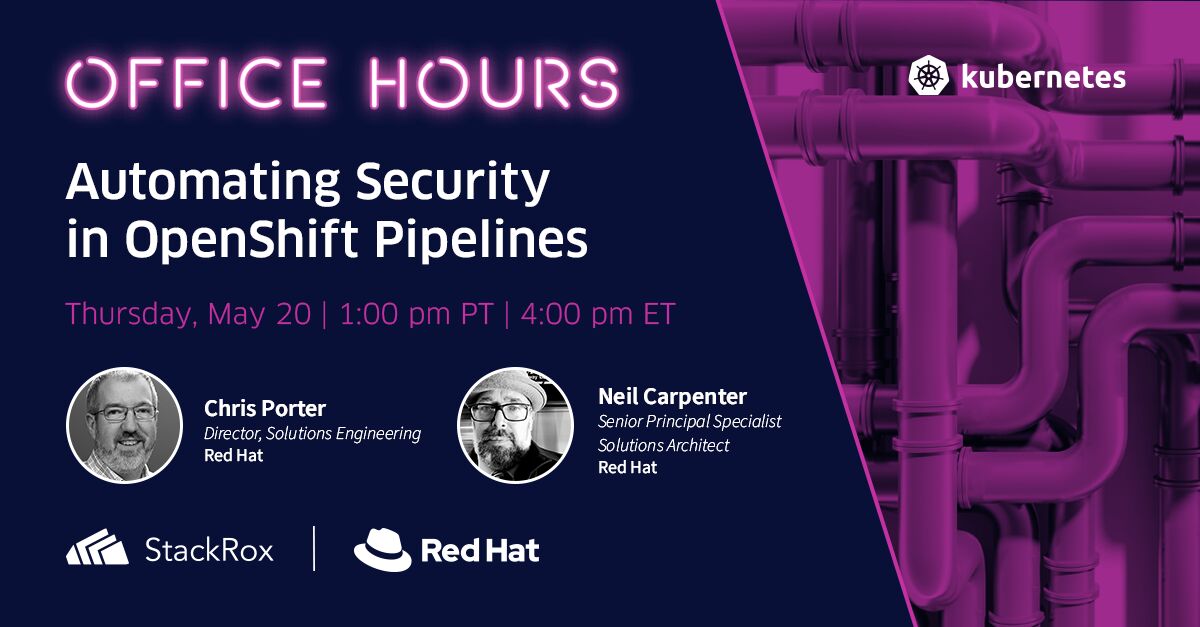 OFFICE HOURS
kubernetes
Automating Security
in OpenShift Pipelines
Thursday, May 20 | 1:00 pm PT | 4:00 pm ET
Chris Porter
Director, Solutions Engineering
Red Hat
Neil Carpenter
Senior Principal Specialist
Solutions Architect
Red Hat
StackRox
Red Hat